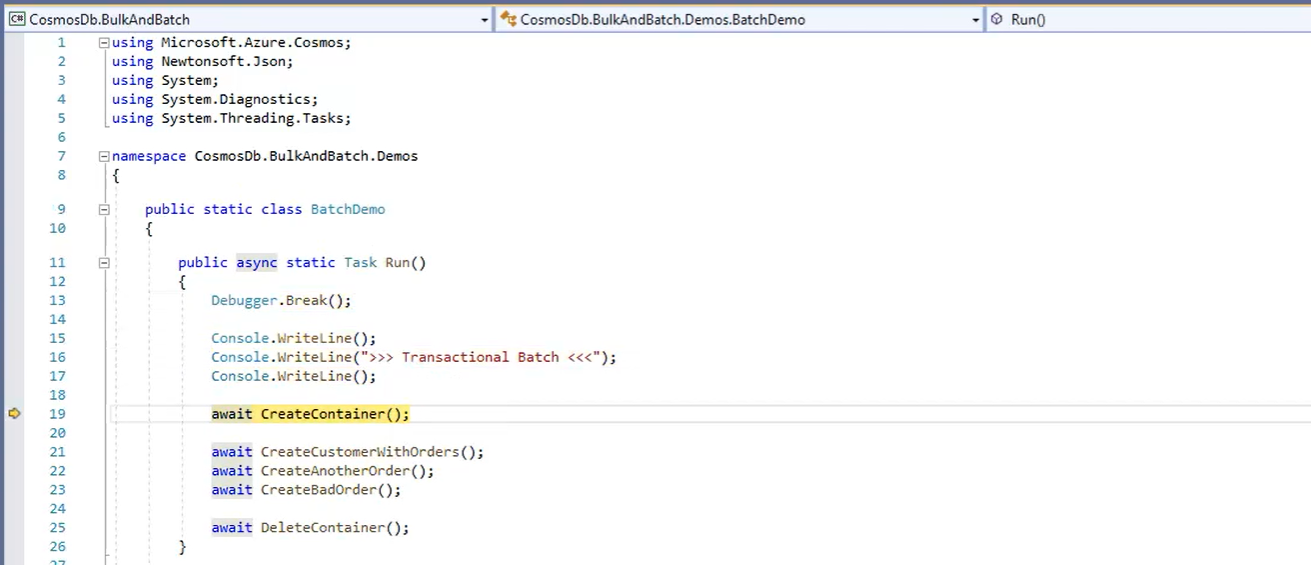 C# CosmosDb.BulkAndBatch CosmosDb.BulkAndBatch.Demos.BatchDemo Run()
1 using Microsoft.Azure.Cosmos;
2 using Newtonsoft.Json;
3 using System;
4 using System.Diagnostics;
5 using System.Threading.Tasks;
6
7 namespace CosmosDb.BulkAndBatch.Demos
8 {
9 public static class BatchDemo
10 {
11 public async static Task Run()
12 {
13 Debugger.Break();
14
15 Console.WriteLine();
16 Console.WriteLine(">>> Transactional Batch <<<");
17 Console.WriteLine();
18
19 await CreateContainer();
20
21 await CreateCustomerWithOrders();
22 await CreateAnotherOrder();
23 await CreateBadOrder();
24
25 await DeleteContainer();
26 }
27